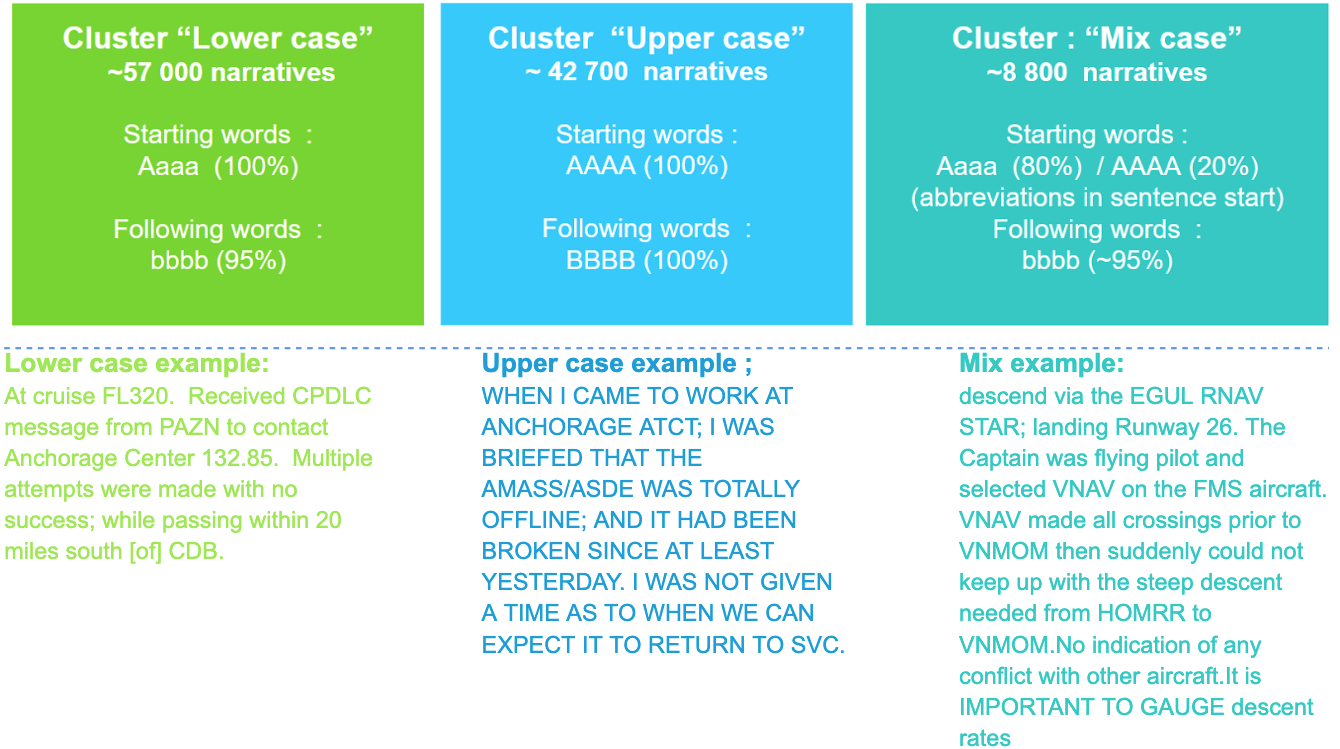 Cluster “Lower case”
~57 000 narratives
Starting words :
Aaaa (100%)
Following words :
bbbb (95%)
Cluster “Upper case”
~ 42 700 narratives
Starting words :
AAAA (100%)
Following words :
BBBB (100%)
Cluster : “Mix case”
~8 800 narratives
Starting words :
Aaaa (80%) / AAAA (20%)
(abbreviations in sentence start)
Following words :
bbbb (~95%)
Lower case example:
At cruise FL320. Received CPDLC
message from PAZN to contact
Anchorage Center 132.85. Multiple
attempts were made with no
success; while passing within 20
miles south [of] CDB.
Upper case example ;
WHEN I CAME TO WORK AT
ANCHORAGE ATCT; I WAS
BRIEFED THAT THE
AMASS/ASDE WAS TOTALLY
OFFLINE; AND IT HAD BEEN
BROKEN SINCE AT LEAST
YESTERDAY. I WAS NOT GIVEN
A TIME AS TO WHEN WE CAN
EXPECT IT TO RETURN TO SVC.
Mix example:
descend via the EGUL RNAV
STAR; landing Runway 26. The
Captain was flying pilot and
selected VNAV on the FMS aircraft.
VNAV made all crossings prior to
VNMOM then suddenly could not
keep up with the steep descent
needed from HOMRR to
VNMOM.No indication of any
conflict with other aircraft.It is
IMPORTANT TO GAUGE descent
rates